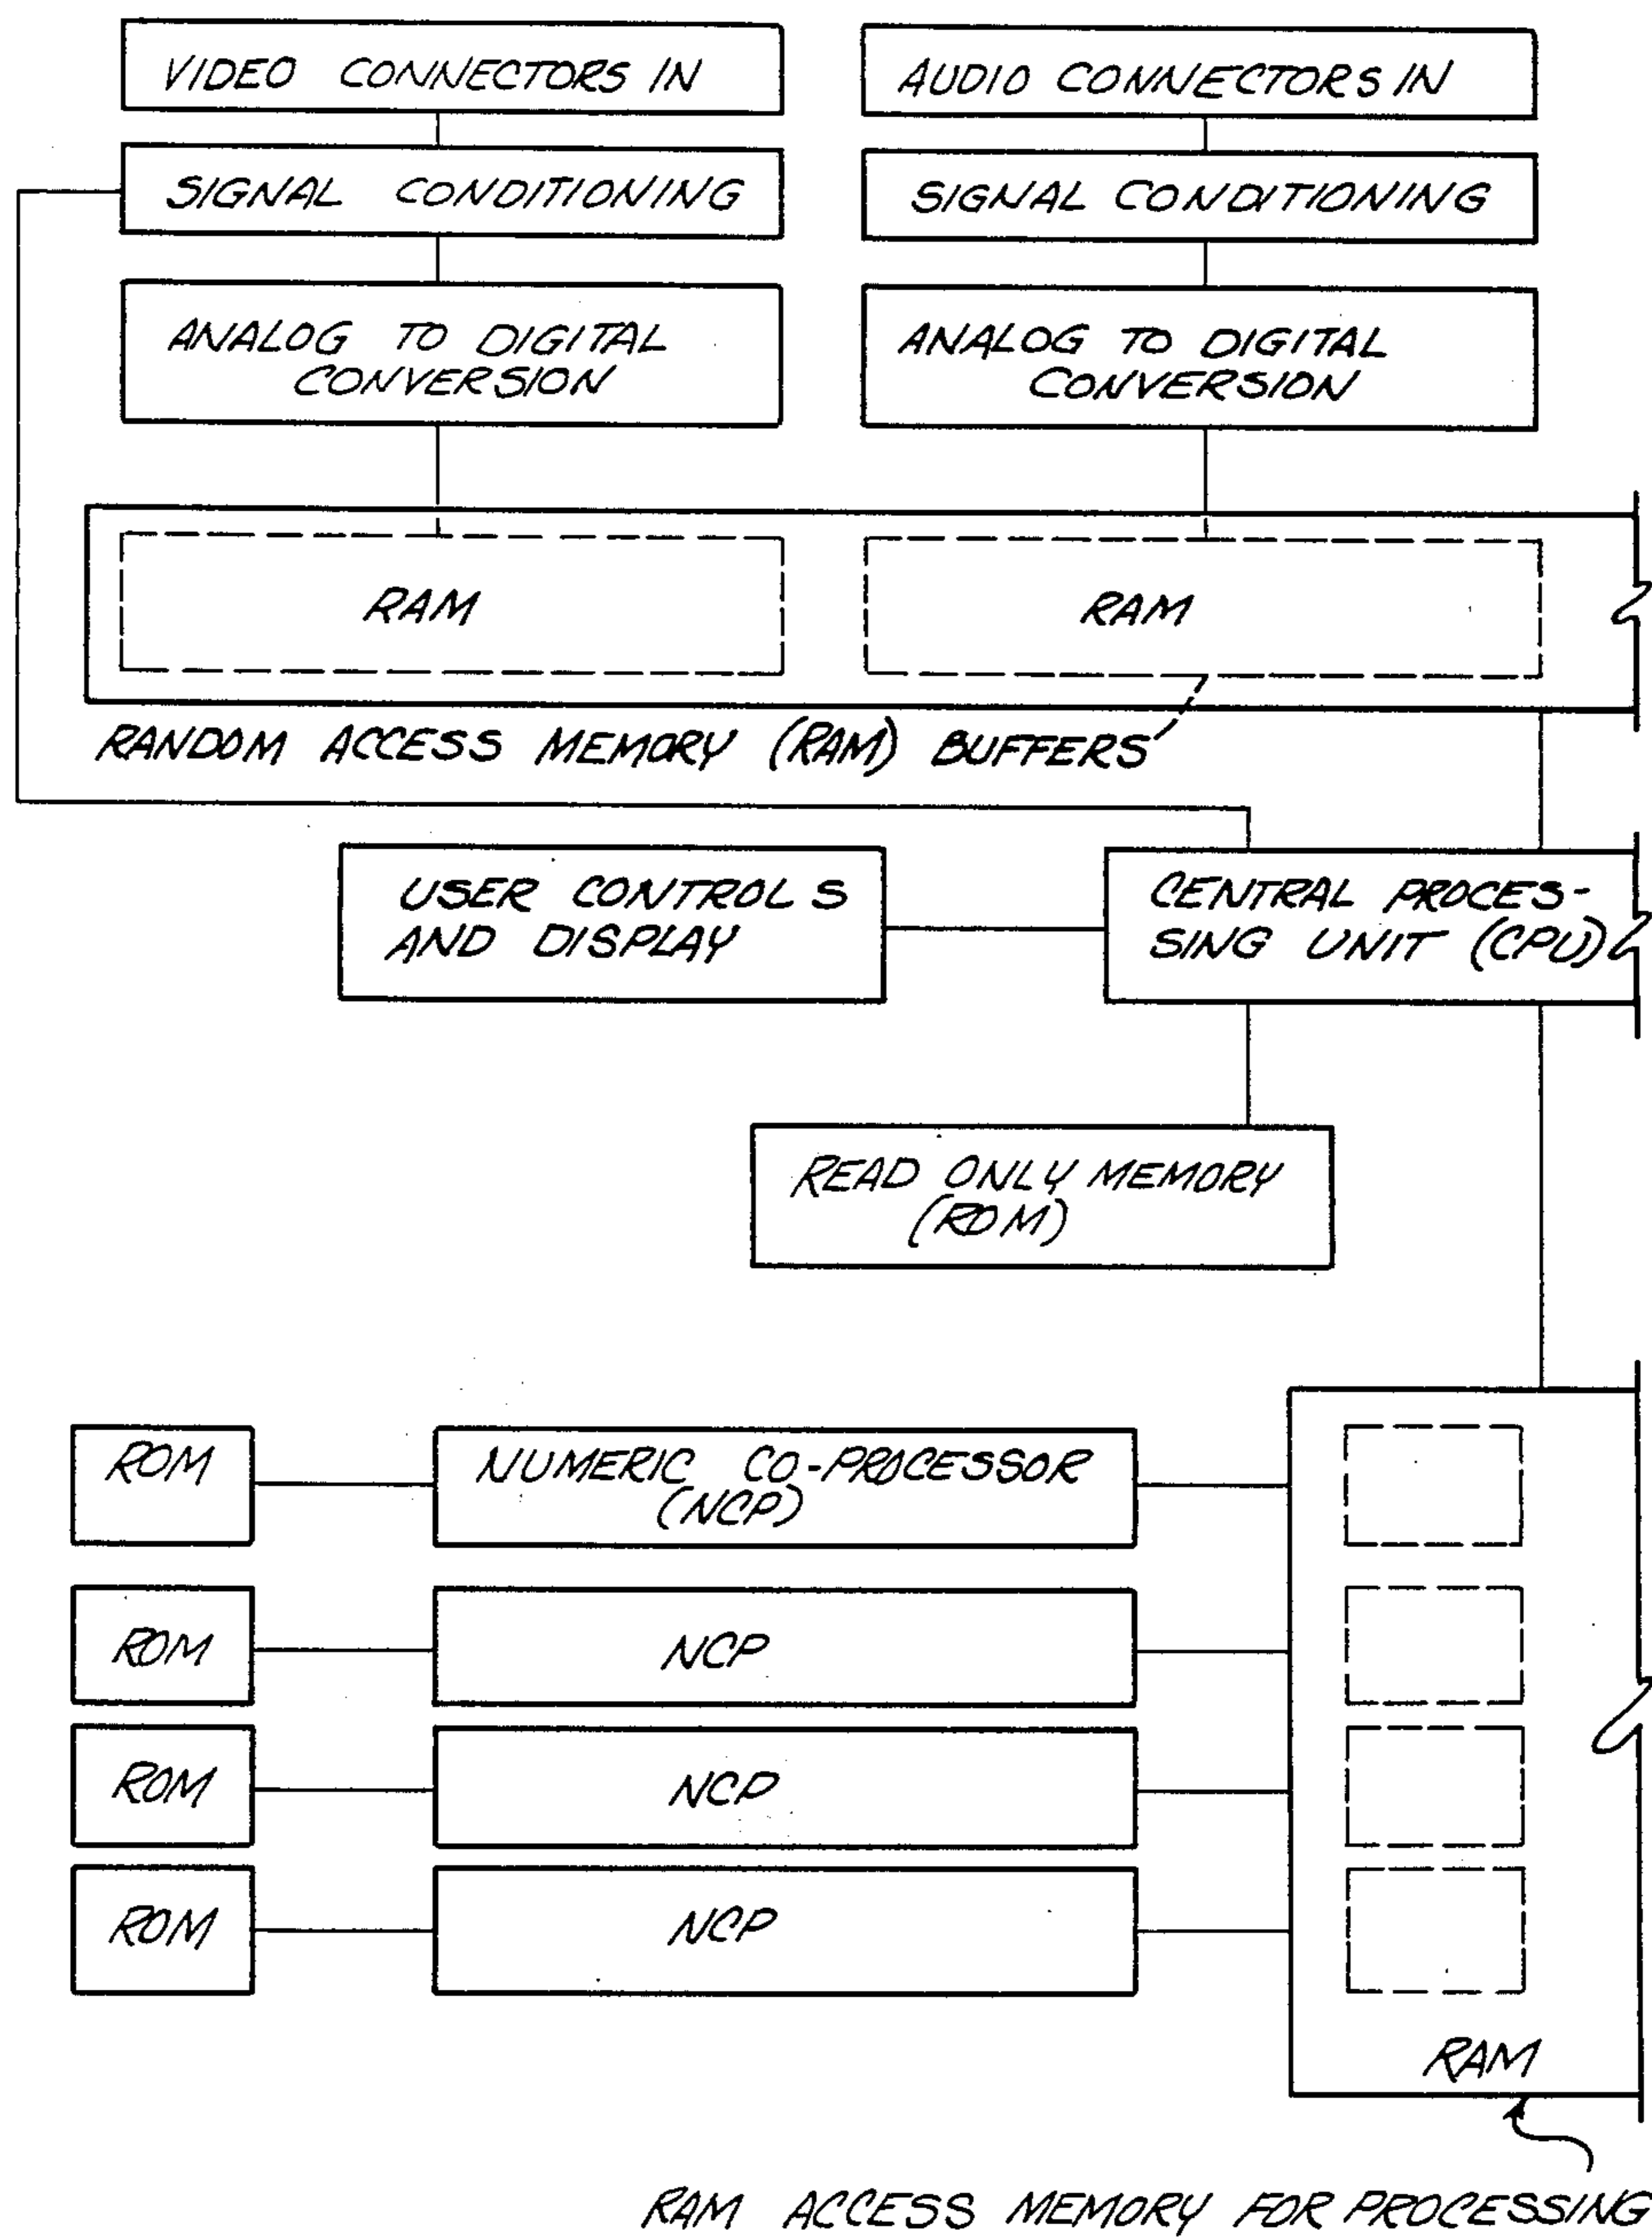 VIDEO CONNECTORS IN
AUDIO CONNECTORS IN
SIGNAL CONDITIONING
SIGNAL CONDITIONING
ANALOG TO DIGITAL
CONVERSION
ANALOG TO DIGITAL
CONVERSION
RAM
RAM
RANDOM ACCESS MEMORY (RAM) BUFFERS
USER CONTROLS
AND DISPLAY
CENTRAL PROCES-
SING UNIT (CPU)
READ ONLY MEMORY
(ROM)
ROM
NUMERIC CO-PROCESSOR
(NCP)
ROM
NCP
ROM
NCP
ROM
NCP
RAM
RAM ACCESS MEMORY FOR PROCESSING